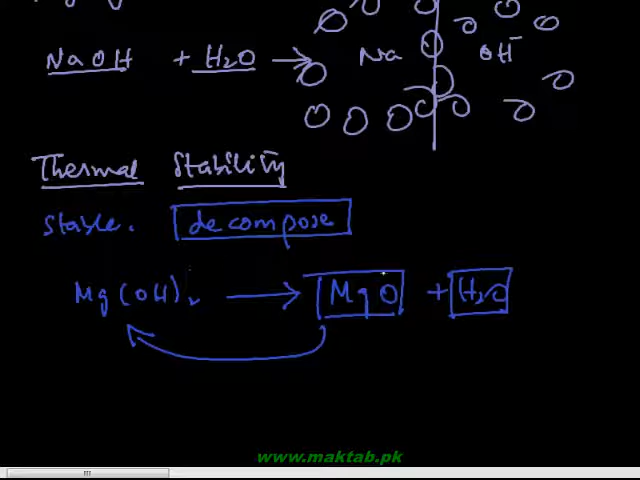 NaOH + H₂O → Na OH⁻
Thermal Stability
Stable. decompose
Mg(OH)₂ → MgO + H₂O
www.maktab.pk